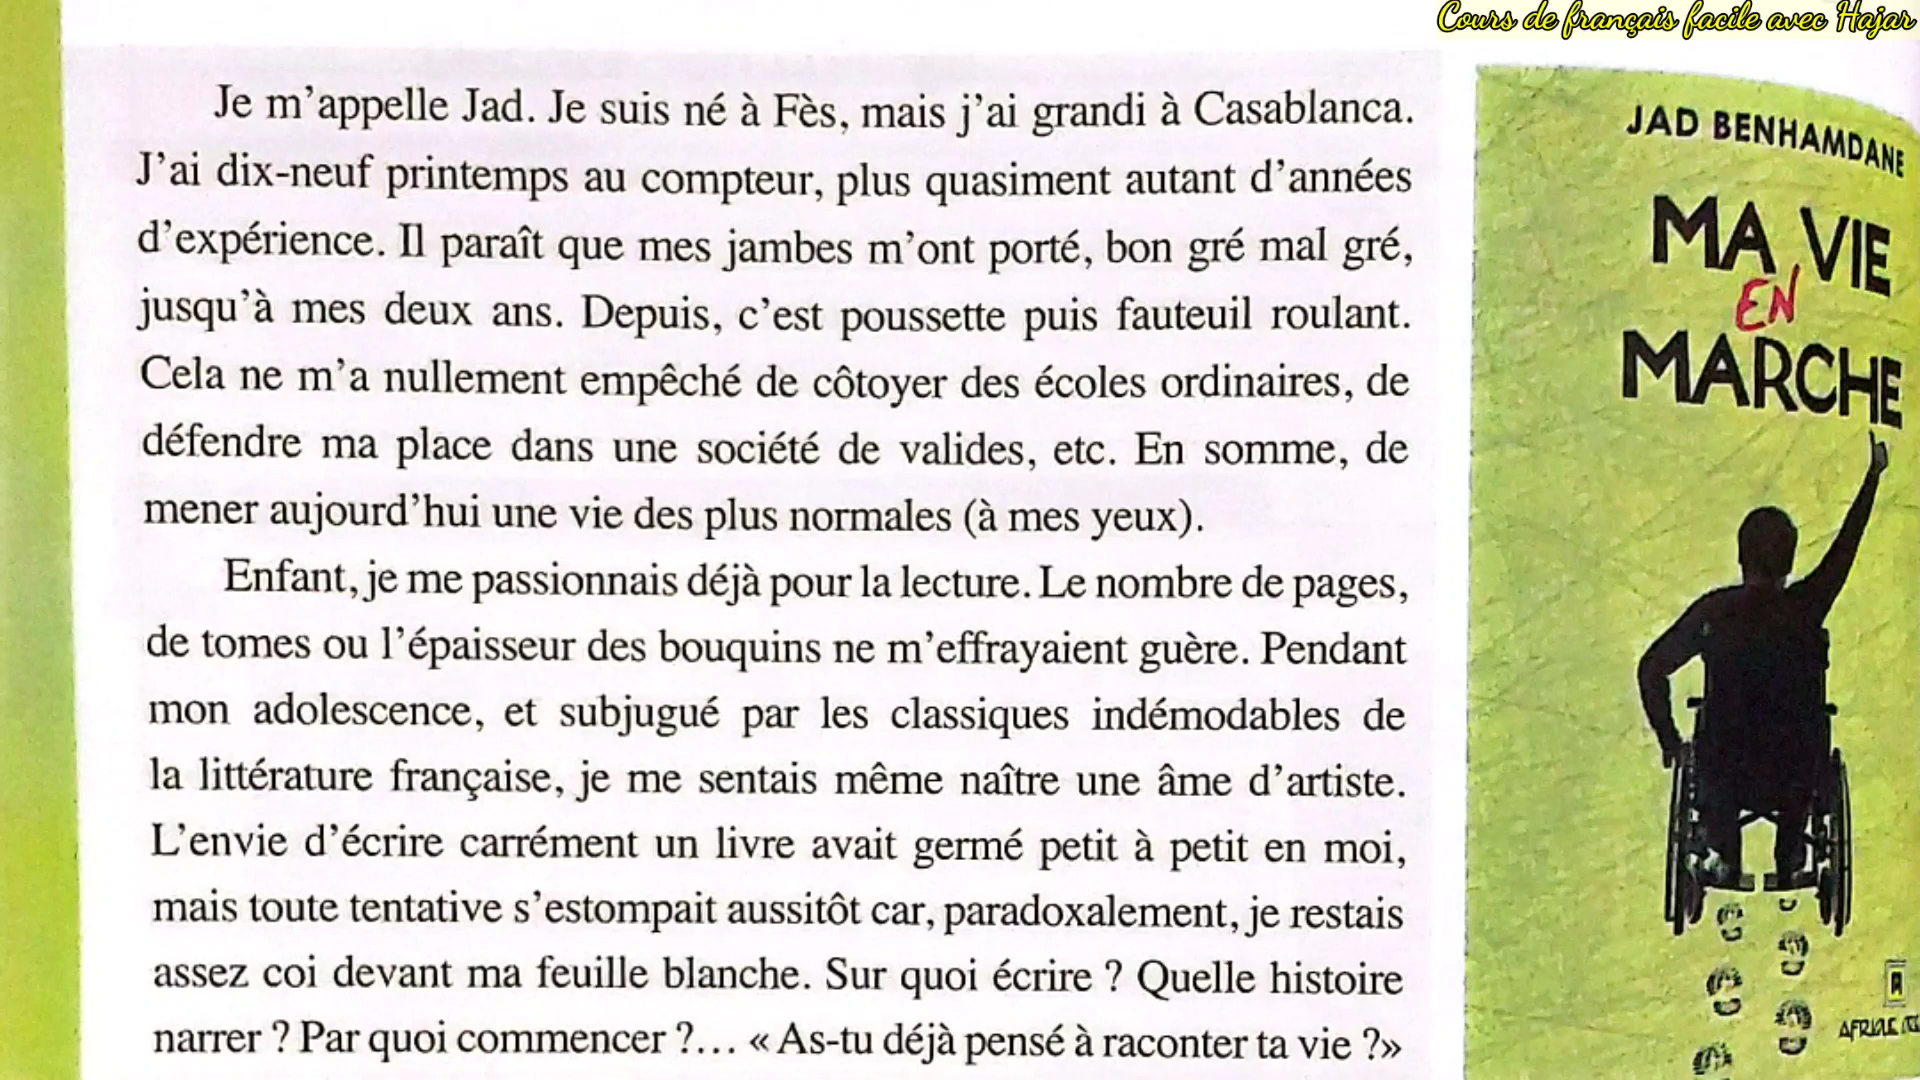 Cours de français facile avec Hajar
Je m'appelle Jad. Je suis né à Fès, mais j'ai grandi à Casablanca.
J'ai dix-neuf printemps au compteur, plus quasiment autant d'années
d'expérience. Il paraît que mes jambes m'ont porté, bon gré mal gré,
jusqu'à mes deux ans. Depuis, c'est poussette puis fauteuil roulant.
Cela ne m'a nullement empêché de côtoyer des écoles ordinaires, de
défendre ma place dans une société de valides, etc. En somme, de
mener aujourd'hui une vie des plus normales (à mes yeux).
Enfant, je me passionnais déjà pour la lecture. Le nombre de pages,
de tomes ou l'épaisseur des bouquins ne m'effrayaient guère. Pendant
mon adolescence, et subjugué par les classiques indémodables de
la littérature française, je me sentais même naître une âme d'artiste.
L'envie d'écrire carrément un livre avait germé petit à petit en moi,
mais toute tentative s'estompait aussitôt car, paradoxalement, je restais
assez coi devant ma feuille blanche. Sur quoi écrire ? Quelle histoire
narrer ? Par quoi commencer ?... « As-tu déjà pensé à raconter ta vie ?»
JAD BENHAMDANE
MA VIE
EN
MARCHE